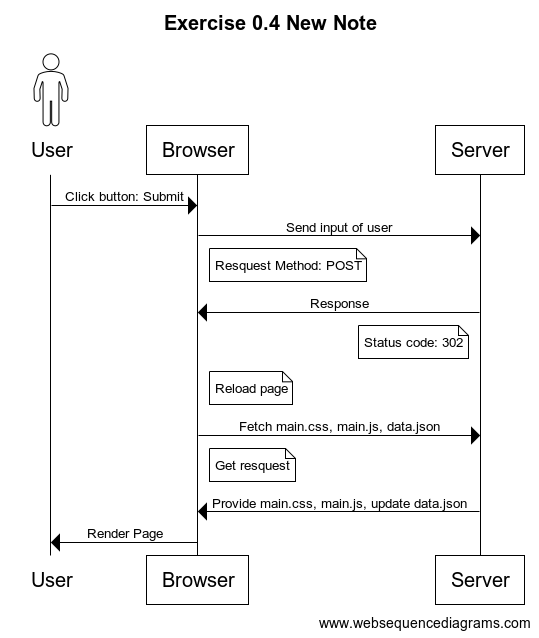 Exercise 0.4 New Note
User
Browser
Server
Click button: Submit
Send input of user
Resquest Method: POST
Response
Status code: 302
Reload page
Fetch main.css, main.js, data.json
Get resquest
Provide main.css, main.js, update data.json
Render Page
User
Browser
Server
www.websequencediagrams.com